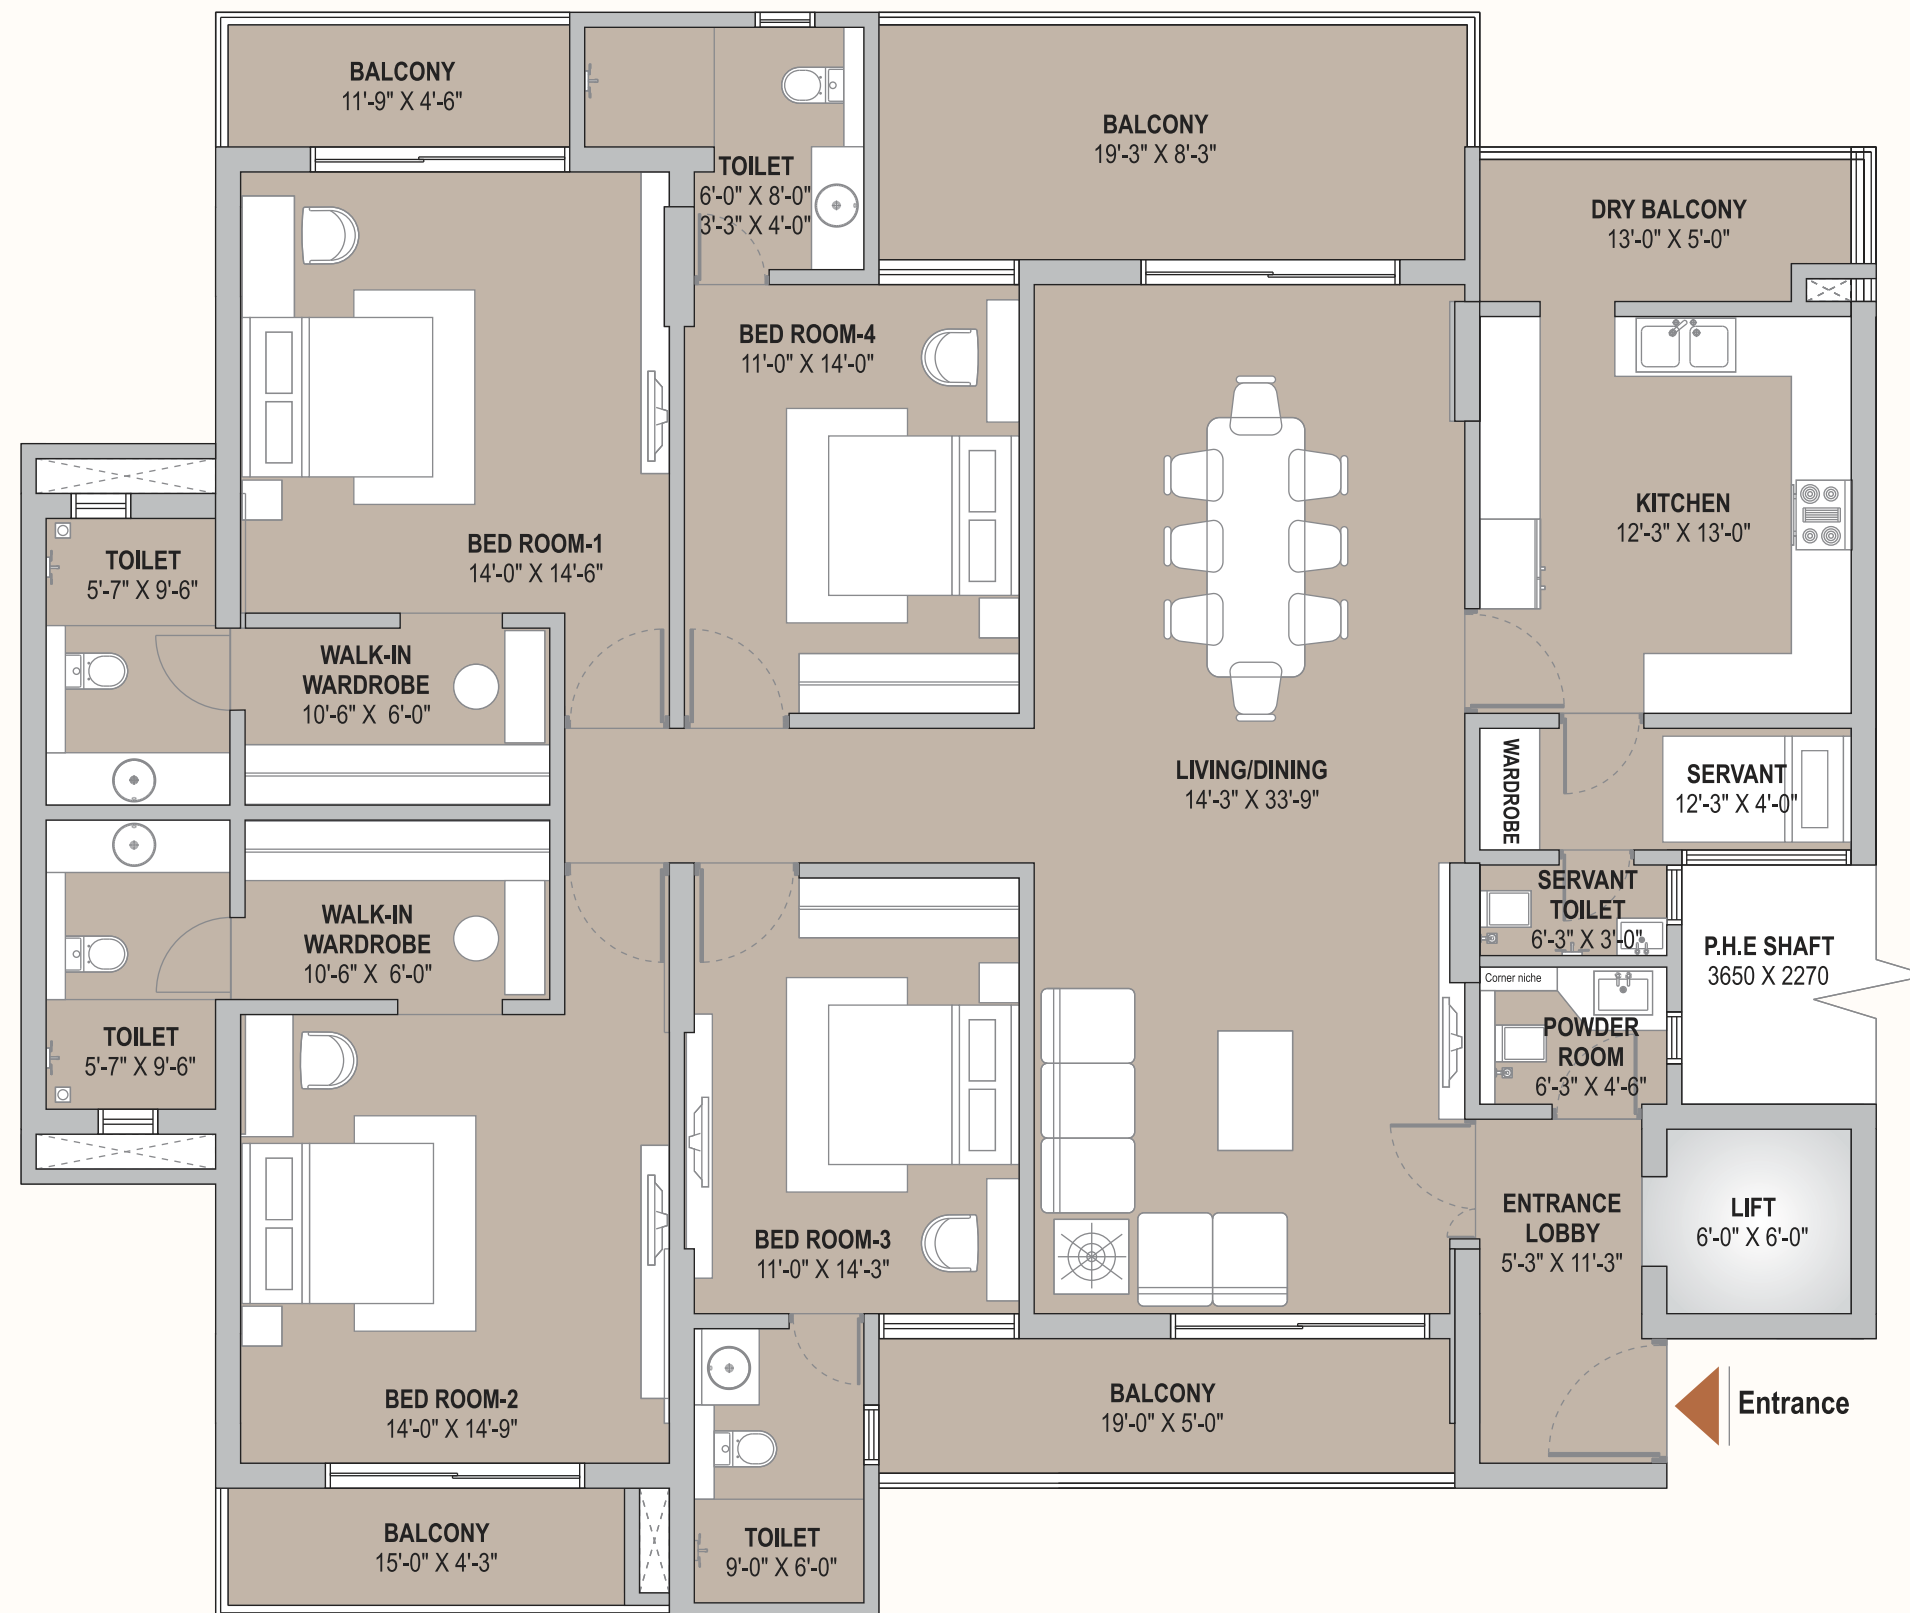 BALCONY
11'-9" X 4'-6"
TOILET
6'-0" X 8'-0"
3'-3" X 4'-0"
BALCONY
19'-3" X 8'-3"
DRY BALCONY
13'-0" X 5'-0"
BED ROOM-4
11'-0" X 14'-0"
BED ROOM-1
14'-0" X 14'-6"
KITCHEN
12'-3" X 13'-0"
TOILET
5'-7" X 9'-6"
WALK-IN
WARDROBE
10'-6" X 6'-0"
LIVING/DINING
14'-3" X 33'-9"
WARDROBE
SERVANT
12'-3" X 4'-0"
SERVANT
TOILET
6'-3" X 3'-0"
WALK-IN
WARDROBE
10'-6" X 6'-0"
P.H.E SHAFT
3650 X 2270
Corner niche
POWDER
ROOM
6'-3" X 4'-6"
TOILET
5'-7" X 9'-6"
ENTRANCE
LOBBY
5'-3" X 11'-3"
LIFT
6'-0" X 6'-0"
BED ROOM-3
11'-0" X 14'-3"
BED ROOM-2
14'-0" X 14'-9"
BALCONY
19'-0" X 5'-0"
Entrance
BALCONY
15'-0" X 4'-3"
TOILET
9'-0" X 6'-0"